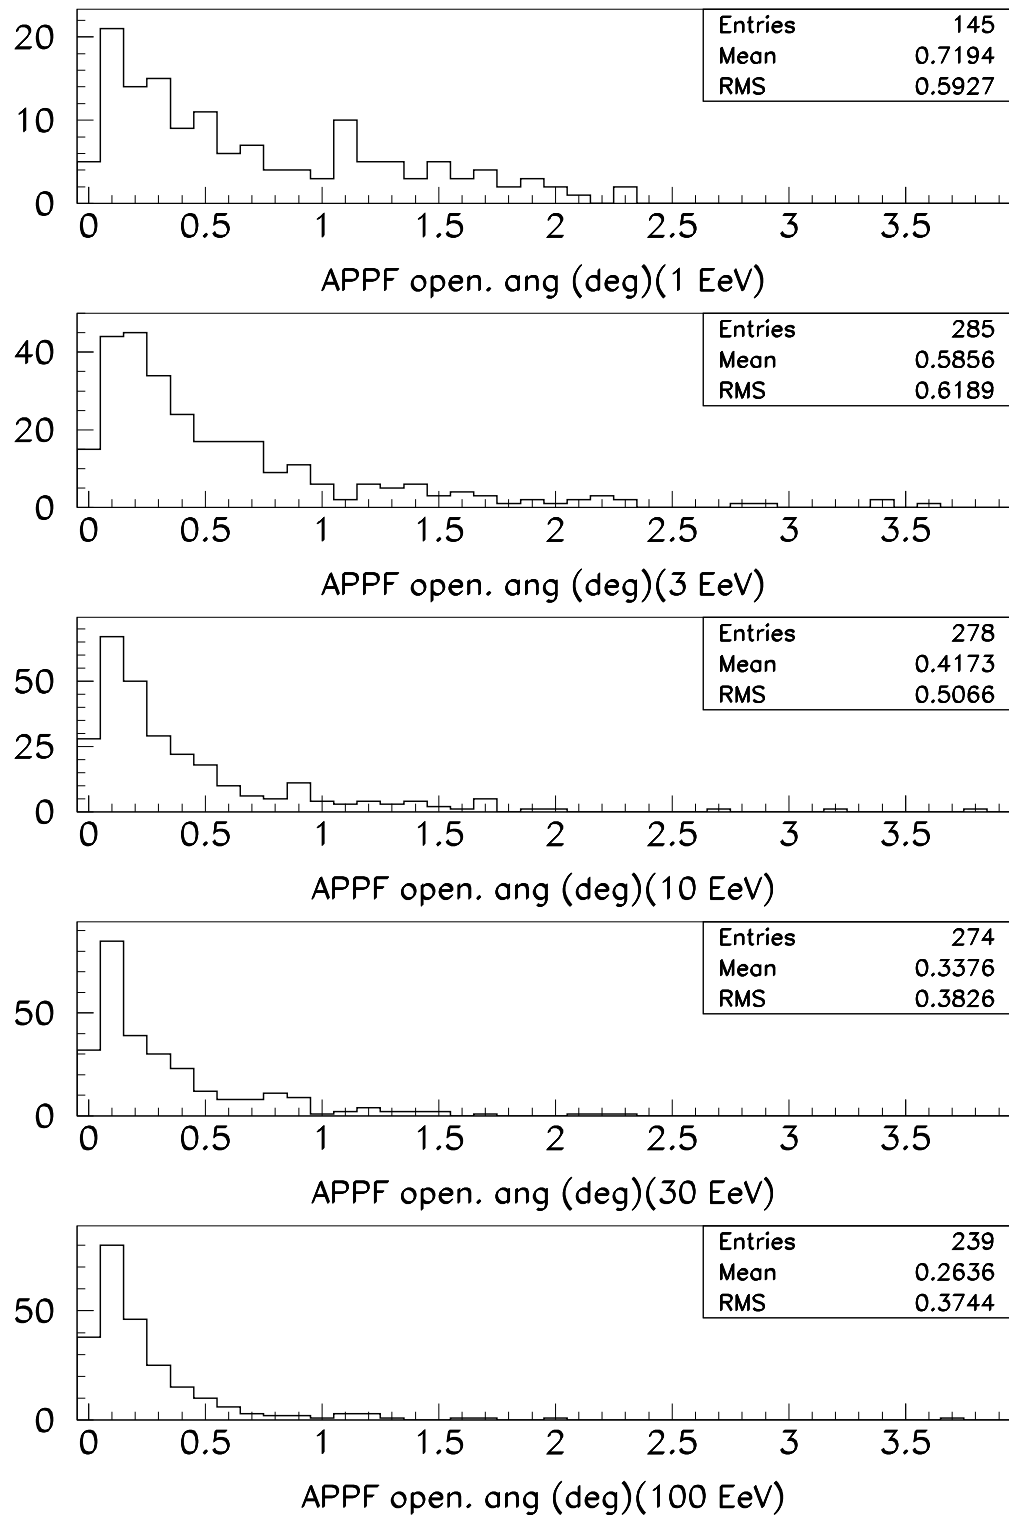 Entries 145
20
Mean 0.7194
RMS 0.5927
10
0
0 0.5 1 1.5 2 2.5 3 3.5
APPF open. ang (deg)(1 EeV)
Entries 285
40
Mean 0.5856
RMS 0.6189
20
0
0 0.5 1 1.5 2 2.5 3 3.5
APPF open. ang (deg)(3 EeV)
Entries 278
Mean 0.4173
50
RMS 0.5066
25
0
0 0.5 1 1.5 2 2.5 3 3.5
APPF open. ang (deg)(10 EeV)
Entries 274
Mean 0.3376
RMS 0.3826
50
0
0 0.5 1 1.5 2 2.5 3 3.5
APPF open. ang (deg)(30 EeV)
Entries 239
Mean 0.2636
RMS 0.3744
50
0
0 0.5 1 1.5 2 2.5 3 3.5
APPF open. ang (deg)(100 EeV)